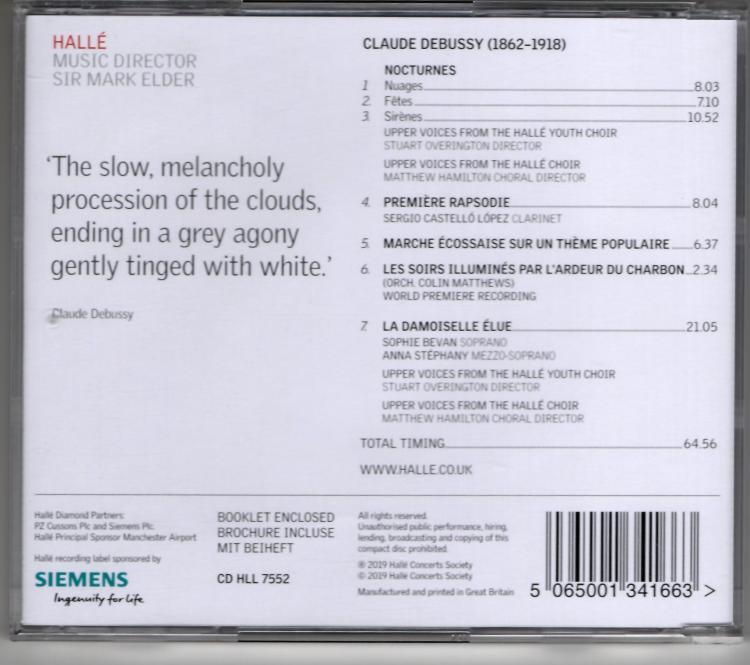 HALLÉ
MUSIC DIRECTOR
SIR MARK ELDER
'The slow, melancholy
procession of the clouds,
ending in a grey agony
gently tinged with white.'
Claude Debussy
CLAUDE DEBUSSY (1862–1918)
NOCTURNES
1 Nuages 8.03
2. Fêtes 7.10
3. Sirènes 10.52
UPPER VOICES FROM THE HALLÉ YOUTH CHOIR
STUART OVERINGTON DIRECTOR
UPPER VOICES FROM THE HALLÉ CHOIR
MATTHEW HAMILTON CHORAL DIRECTOR
4. PREMIÈRE RAPSODIE 8.04
SERGIO CASTELLÓ LÓPEZ CLARINET
5. MARCHE ÉCOSSAISE SUR UN THÈME POPULAIRE 6.37
6. LES SOIRS ILLUMINÉS PAR L'ARDEUR DU CHARBON 2.34
(ORCH. COLIN MATTHEWS)
WORLD PREMIERE RECORDING
7. LA DAMOISELLE ÉLUE 21.05
SOPHIE BEVAN SOPRANO
ANNA STÉPHANY MEZZO-SOPRANO
UPPER VOICES FROM THE HALLÉ YOUTH CHOIR
STUART OVERINGTON DIRECTOR
UPPER VOICES FROM THE HALLÉ CHOIR
MATTHEW HAMILTON CHORAL DIRECTOR
TOTAL TIMING 64.56
WWW.HALLE.CO.UK
Hallé Diamond Partners:
PZ Cussons Plc and Siemens Plc.
Hallé Principal Sponsor Manchester Airport
Hallé recording label sponsored by
SIEMENS
Ingenuity for life
BOOKLET ENCLOSED
BROCHURE INCLUSE
MIT BEIHEFT
CD HLL 7552
All rights reserved.
Unauthorised public performance, hiring,
lending, broadcasting and copying of this
compact disc prohibited.
℗ 2019 Hallé Concerts Society
© 2019 Hallé Concerts Society
Manufactured and printed in Great Britain
5 065001 341663 >